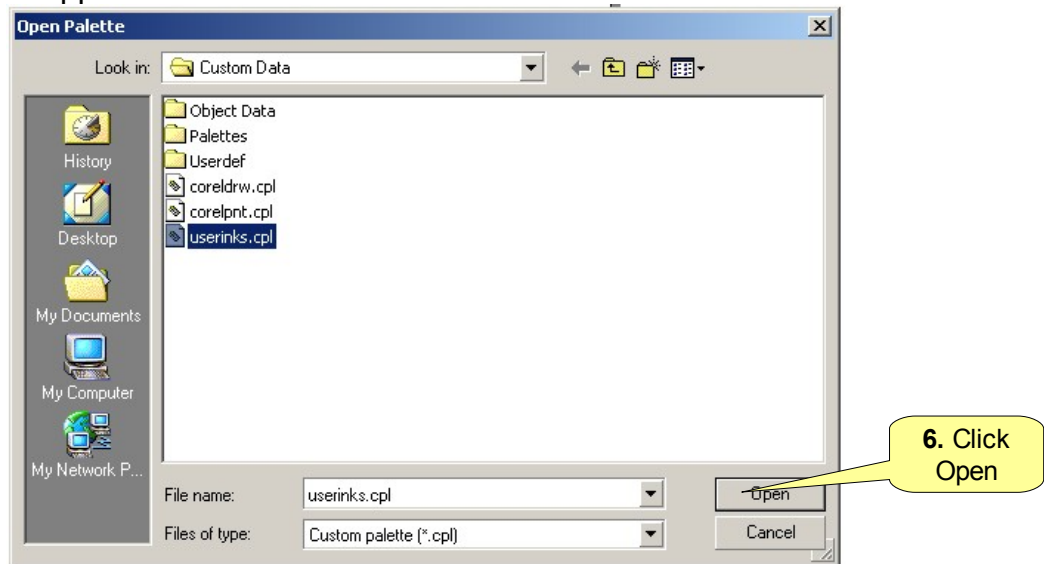 Open Palette
Look in: Custom Data
History
Desktop
My Documents
My Computer
My Network P...
Object Data
Palettes
Userdef
coreldrw.cpl
corelpnt.cpl
userinks.cpl
File name: userinks.cpl Open
Files of type: Custom palette (*.cpl) Cancel
6. Click
Open